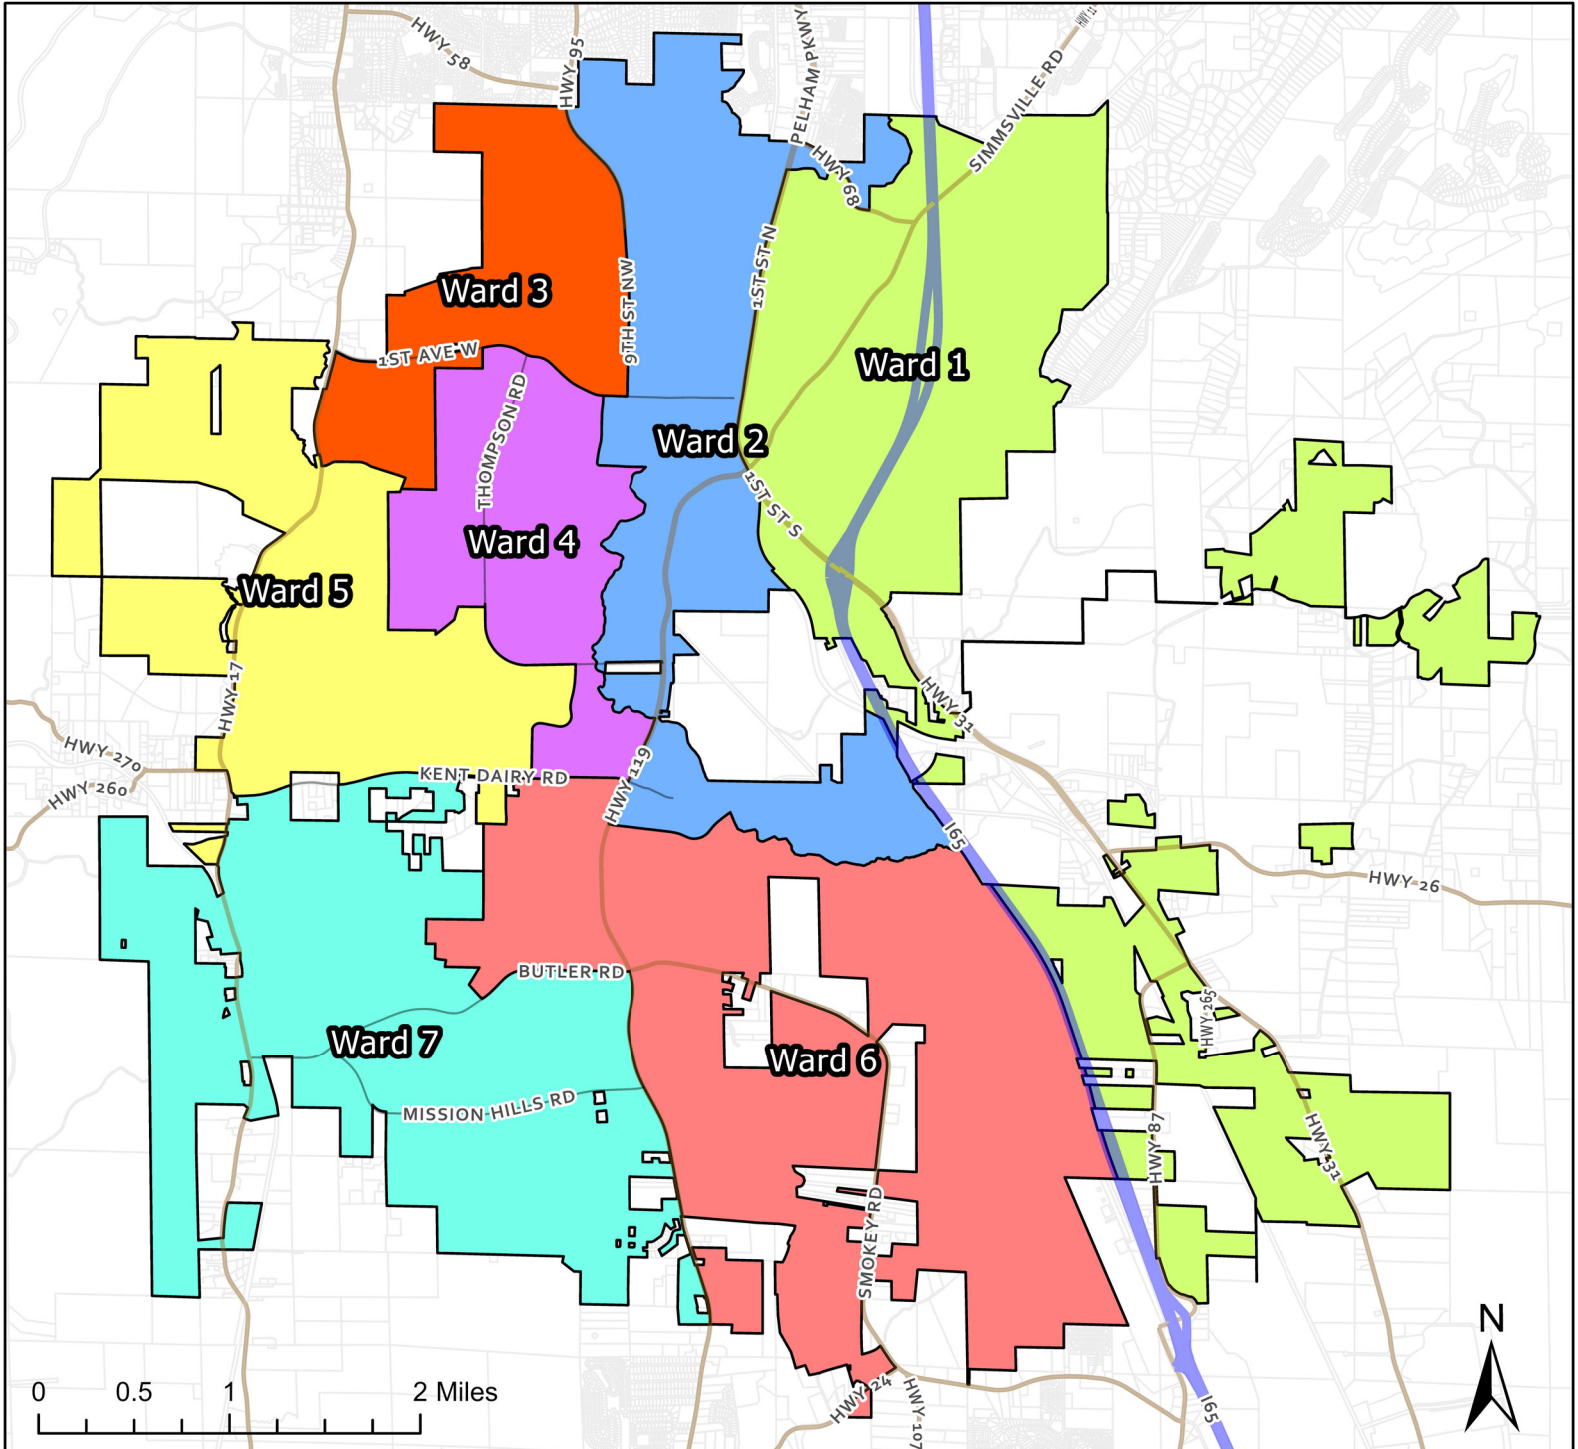 HWY 58
HWY 95
PELHAM PKWY
HWY 11
SIMMSVILLE RD
HWY 68
1ST ST N
Ward 3
9TH ST NW
1ST AVE W
Ward 1
THOMPSON RD
Ward 2
1ST ST S
Ward 4
Ward 5
HWY 17
HWY 31
HWY 270
HWY 260
KENT DAIRY RD
HWY 119
I65
HWY 26
BUTLER RD
HWY 265
Ward 7
Ward 6
MISSION HILLS RD
HWY 87
HWY 31
SMOKEY RD
N
0 0.5 1 2 Miles
HWY 24
HWY 107
I65